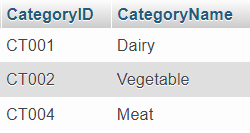 CategoryID CategoryName
CT001 Dairy
CT002 Vegetable
CT004 Meat